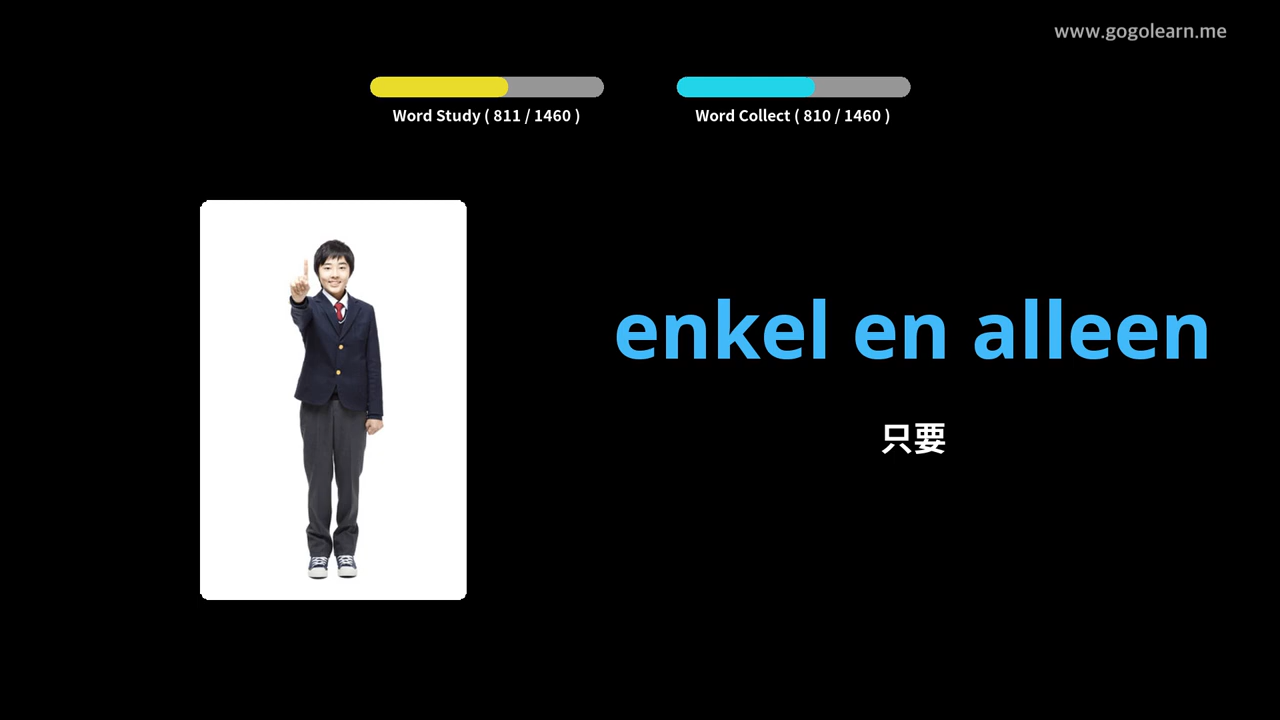 www.gogolearn.me
Word Study ( 811 / 1460 )
Word Collect ( 810 / 1460 )
enkel en alleen
只要